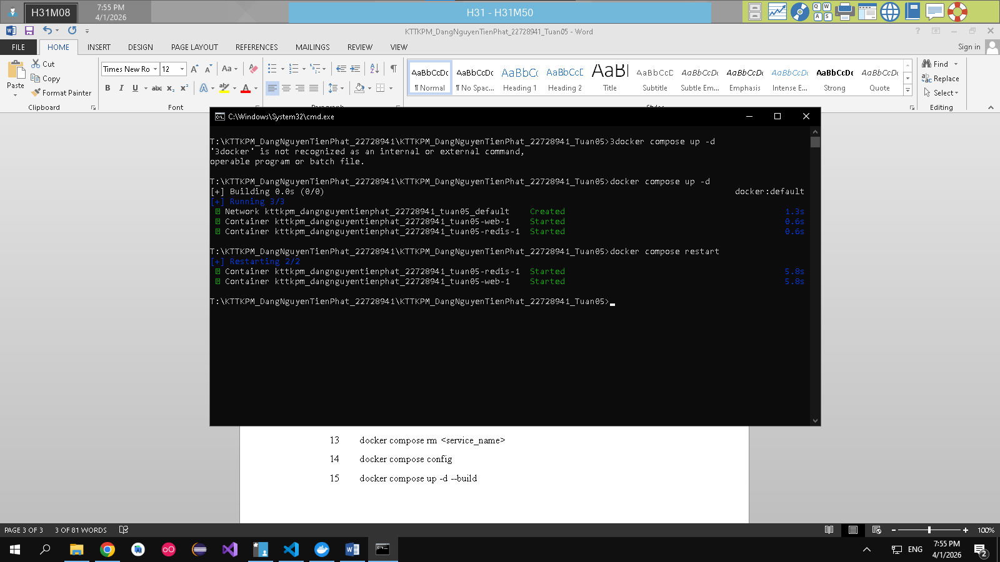 H31M08
7:55 PM
4/1/2026
H31 - H31M50
KTTKPM_DangNguyenTienPhat_22728941_Tuan05 - Word
FILE HOME INSERT DESIGN PAGE LAYOUT REFERENCES MAILINGS REVIEW VIEW Sign in
Paste
Cut
Copy
Format Painter
Clipboard
Times New Ro 12
Font
Paragraph
AaBbCcDc ¶ Normal
AaBbCcDc ¶ No Spac...
AaBbCc Heading 1
AaBbCcD Heading 2
AaB Title
AaBbCcD Subtitle
AaBbCcDc Subtle Em...
AaBbCcDc Emphasis
AaBbCcDc Intense E...
AaBbCcDc Strong
AaBbCcDc Quote
Styles
Find
Replace
Select
Editing
C:\Windows\System32\cmd.exe
T:\KTTKPM_DangNguyenTienPhat_22728941\KTTKPM_DangNguyenTienPhat_22728941_Tuan05>3docker compose up -d
'3docker' is not recognized as an internal or external command,
operable program or batch file.
T:\KTTKPM_DangNguyenTienPhat_22728941\KTTKPM_DangNguyenTienPhat_22728941_Tuan05>docker compose up -d
[+] Building 0.0s (0/0) docker:default
[+] Running 3/3
Network kttkpm_dangnguyentienphat_22728941_tuan05_default Created 1.3s
Container kttkpm_dangnguyentienphat_22728941_tuan05-web-1 Started 0.6s
Container kttkpm_dangnguyentienphat_22728941_tuan05-redis-1 Started 0.6s
T:\KTTKPM_DangNguyenTienPhat_22728941\KTTKPM_DangNguyenTienPhat_22728941_Tuan05>docker compose restart
[+] Restarting 2/2
Container kttkpm_dangnguyentienphat_22728941_tuan05-redis-1 Started 5.8s
Container kttkpm_dangnguyentienphat_22728941_tuan05-web-1 Started 5.8s
T:\KTTKPM_DangNguyenTienPhat_22728941\KTTKPM_DangNguyenTienPhat_22728941_Tuan05>
13 docker compose rm <service_name>
14 docker compose config
15 docker compose up -d --build
PAGE 3 OF 3 3 OF 81 WORDS 100%
ENG
7:55 PM
4/1/2026
2